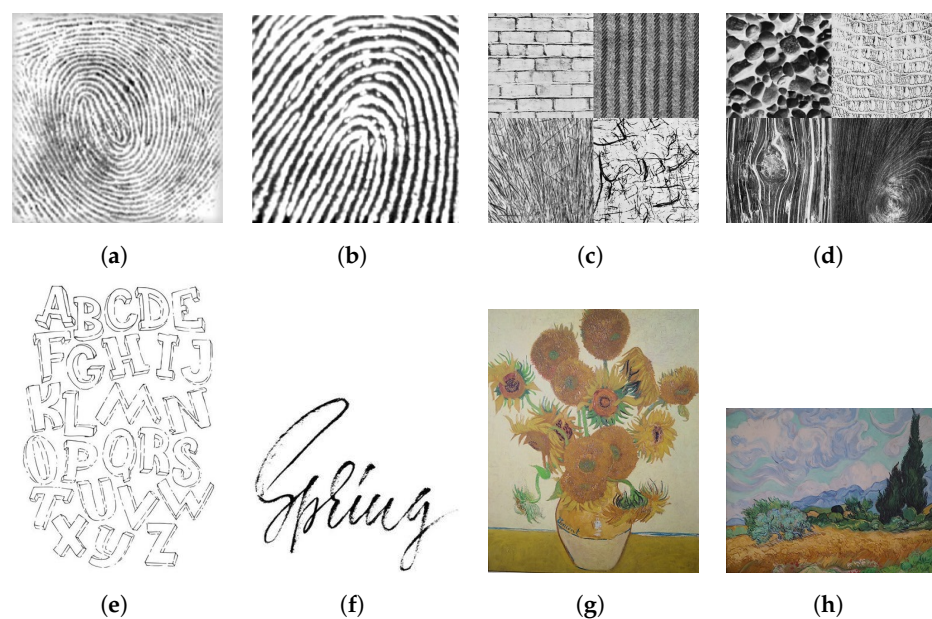 (a) (b) (c) (d)
ABCDE
FGHIJ
KLMN
OPQRS
TUVW
XYZ
Spring
(e) (f) (g) (h)